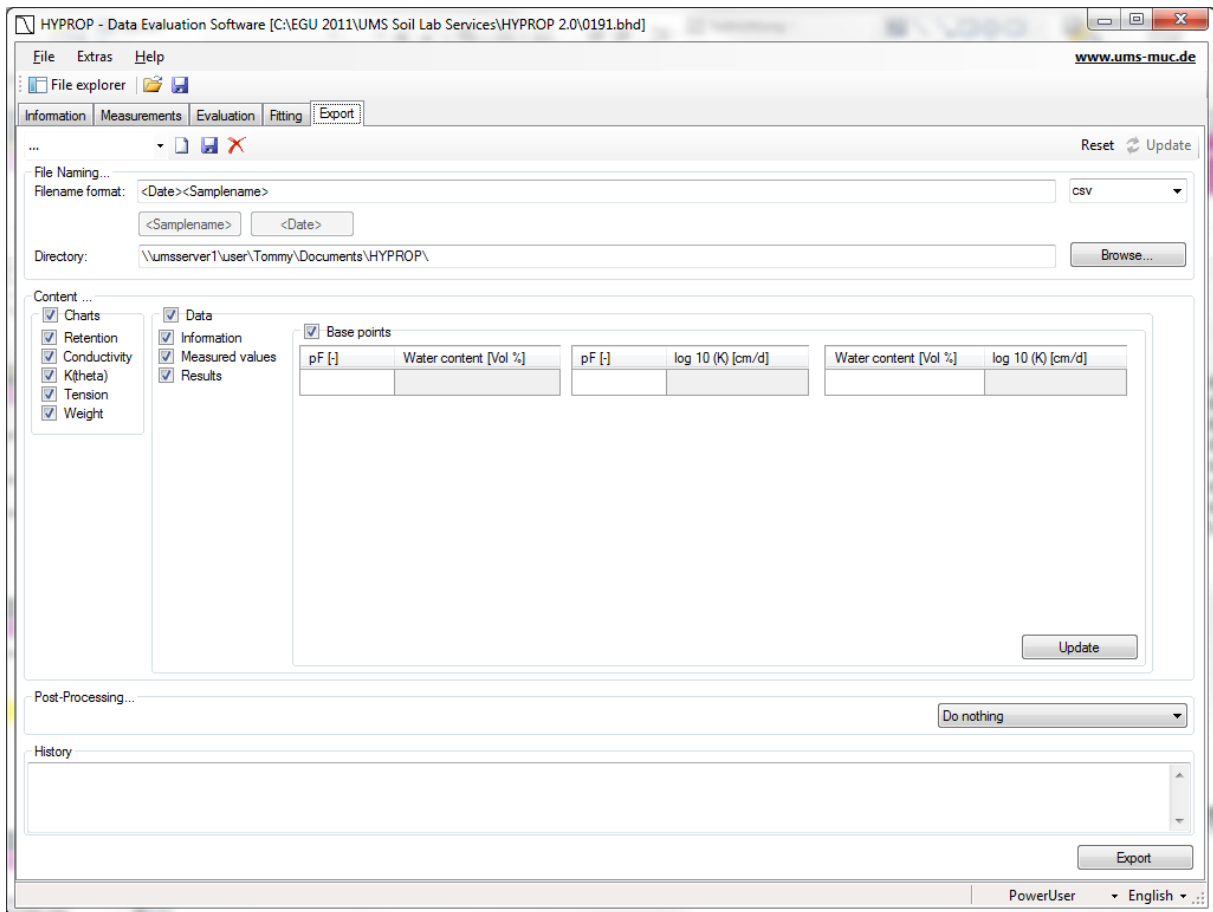 HYPROP - Data Evaluation Software [C:\EGU 2011\UMS Soil Lab Services\HYPROP 2.0\0191.bhd]
File Extras Help www.ums-muc.de
File explorer
Information Measurements Evaluation Fitting Export
... Reset Update
File Naming...
Filename format: <Date><Samplename> csv
<Samplename> <Date>
Directory: \\umsserver1\user\Tommy\Documents\HYPROP\ Browse...
Content ...
Charts Data
Retention Information Base points
Conductivity Measured values pF [-] Water content [Vol %] pF [-] log 10 (K) [cm/d] Water content [Vol %] log 10 (K) [cm/d]
K(theta) Results
Tension
Weight
Update
Post-Processing...
Do nothing
History
Export
PowerUser English